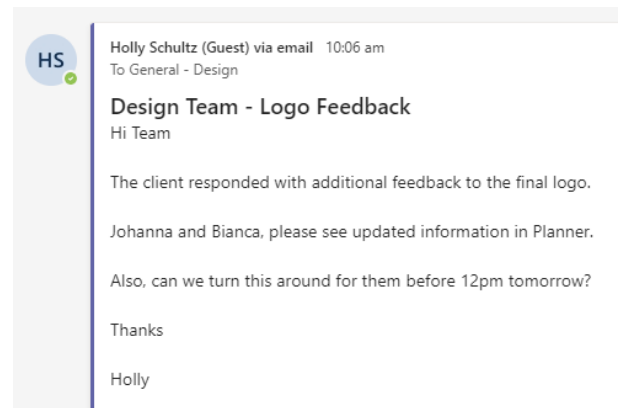 HS
Holly Schultz (Guest) via email 10:06 am
To General - Design
Design Team - Logo Feedback
Hi Team
The client responded with additional feedback to the final logo.
Johanna and Bianca, please see updated information in Planner.
Also, can we turn this around for them before 12pm tomorrow?
Thanks
Holly